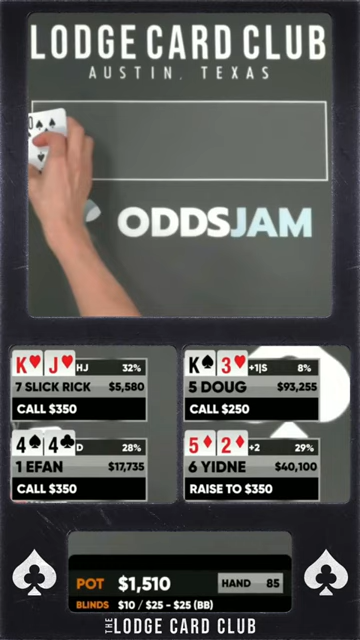 LODGE CARD CLUB
AUSTIN, TEXAS
ODDSJAM
K♥ J♥ HJ 32%
7 SLICK RICK $5,580
CALL $350
K♠ 3♥ +1|S 8%
5 DOUG $93,255
CALL $250
4♠ 4♣ D 28%
1 EFAN $17,735
CALL $350
5♦ 2♦ +2 29%
6 YIDNE $40,100
RAISE TO $350
POT $1,510 HAND 85
BLINDS $10 / $25 - $25 (BB)
THE LODGE CARD CLUB